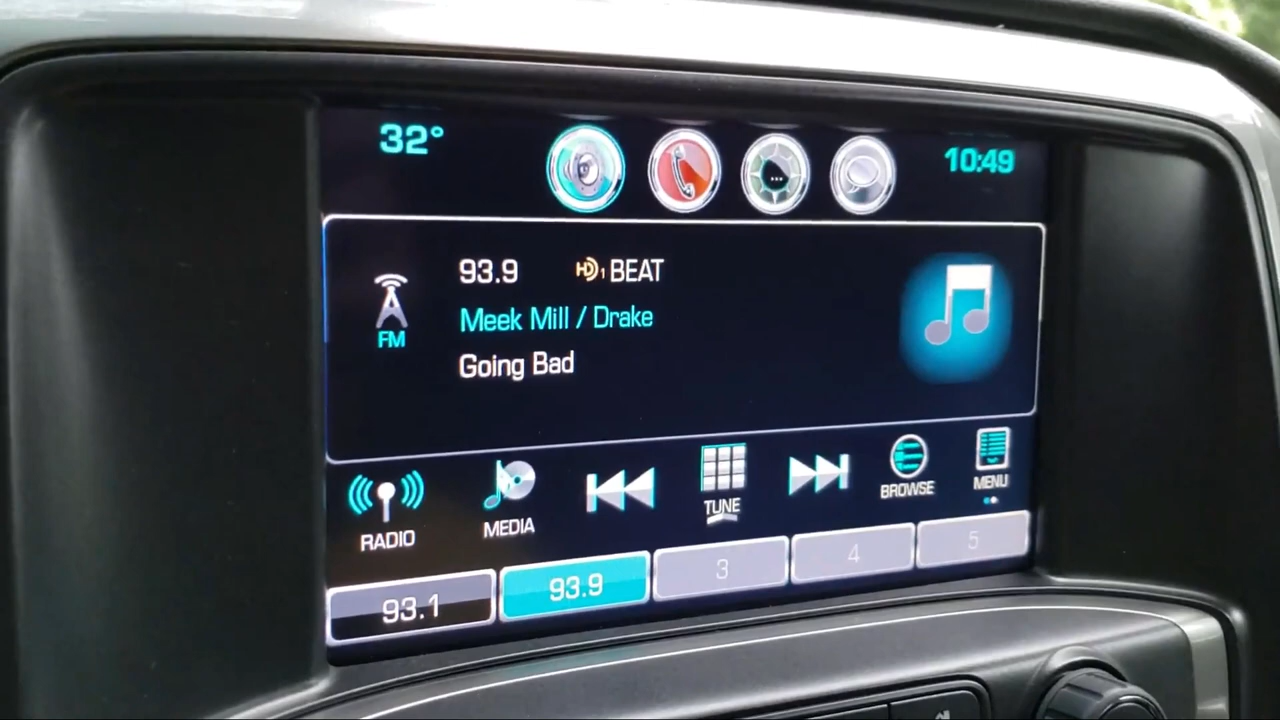 32° 10:49
93.9 HD1 BEAT
FM
Meek Mill / Drake
Going Bad
RADIO MEDIA TUNE BROWSE MENU
93.1 93.9 3 4 5